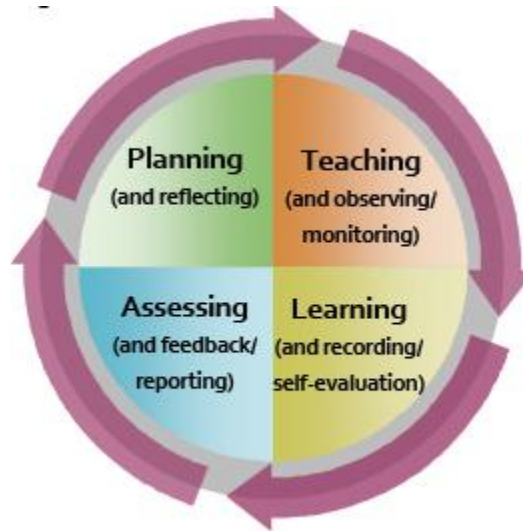 Planning
(and reflecting)
Teaching
(and observing/
monitoring)
Assessing
(and feedback/
reporting)
Learning
(and recording/
self-evaluation)